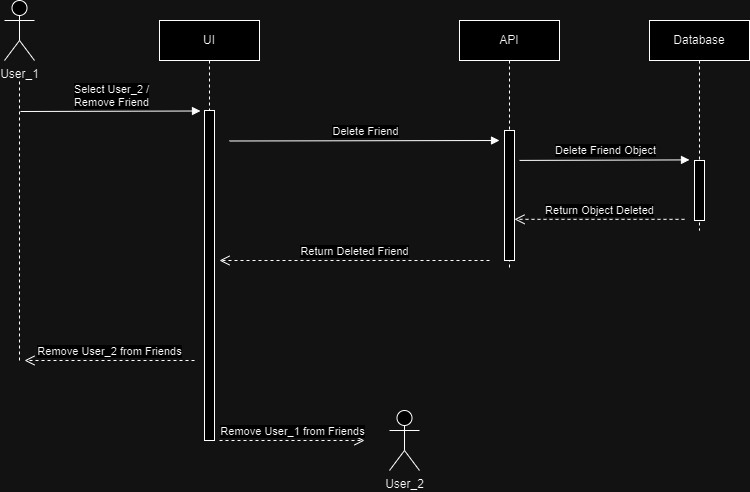 UI
API
Database
User_1
Select User_2 /
Remove Friend
Delete Friend
Delete Friend Object
Return Object Deleted
Return Deleted Friend
Remove User_2 from Friends
Remove User_1 from Friends
User_2